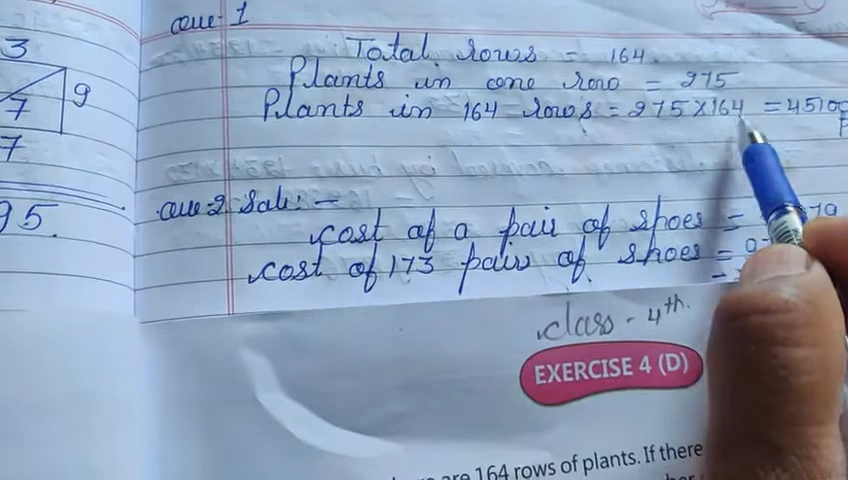 que-1
3
Total rows = 164
9
Plants in one row = 275
7
Plants in 164 rows = 275×164 = 45100
7
que-2 Sol:-
95.
cost of a pair of shoes =
cost of 173 pair of shoes =
class - 4th.
EXERCISE 4 (D)
are 164 rows of plants. If there